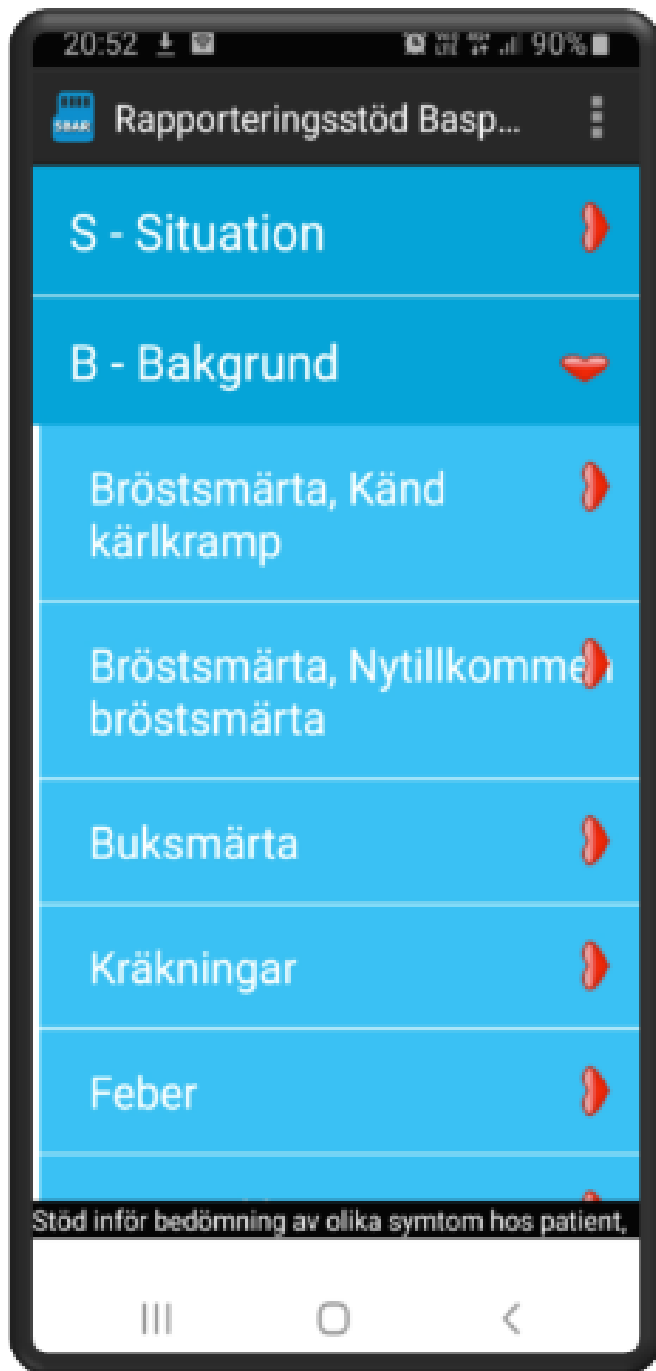 20:52 90%
SBAR Rapporteringsstöd Basp...
S - Situation
B - Bakgrund
Bröstsmärta, Känd
kärlkramp
Bröstsmärta, Nytillkommen
bröstsmärta
Buksmärta
Kräkningar
Feber
Stöd inför bedömning av olika symtom hos patient,